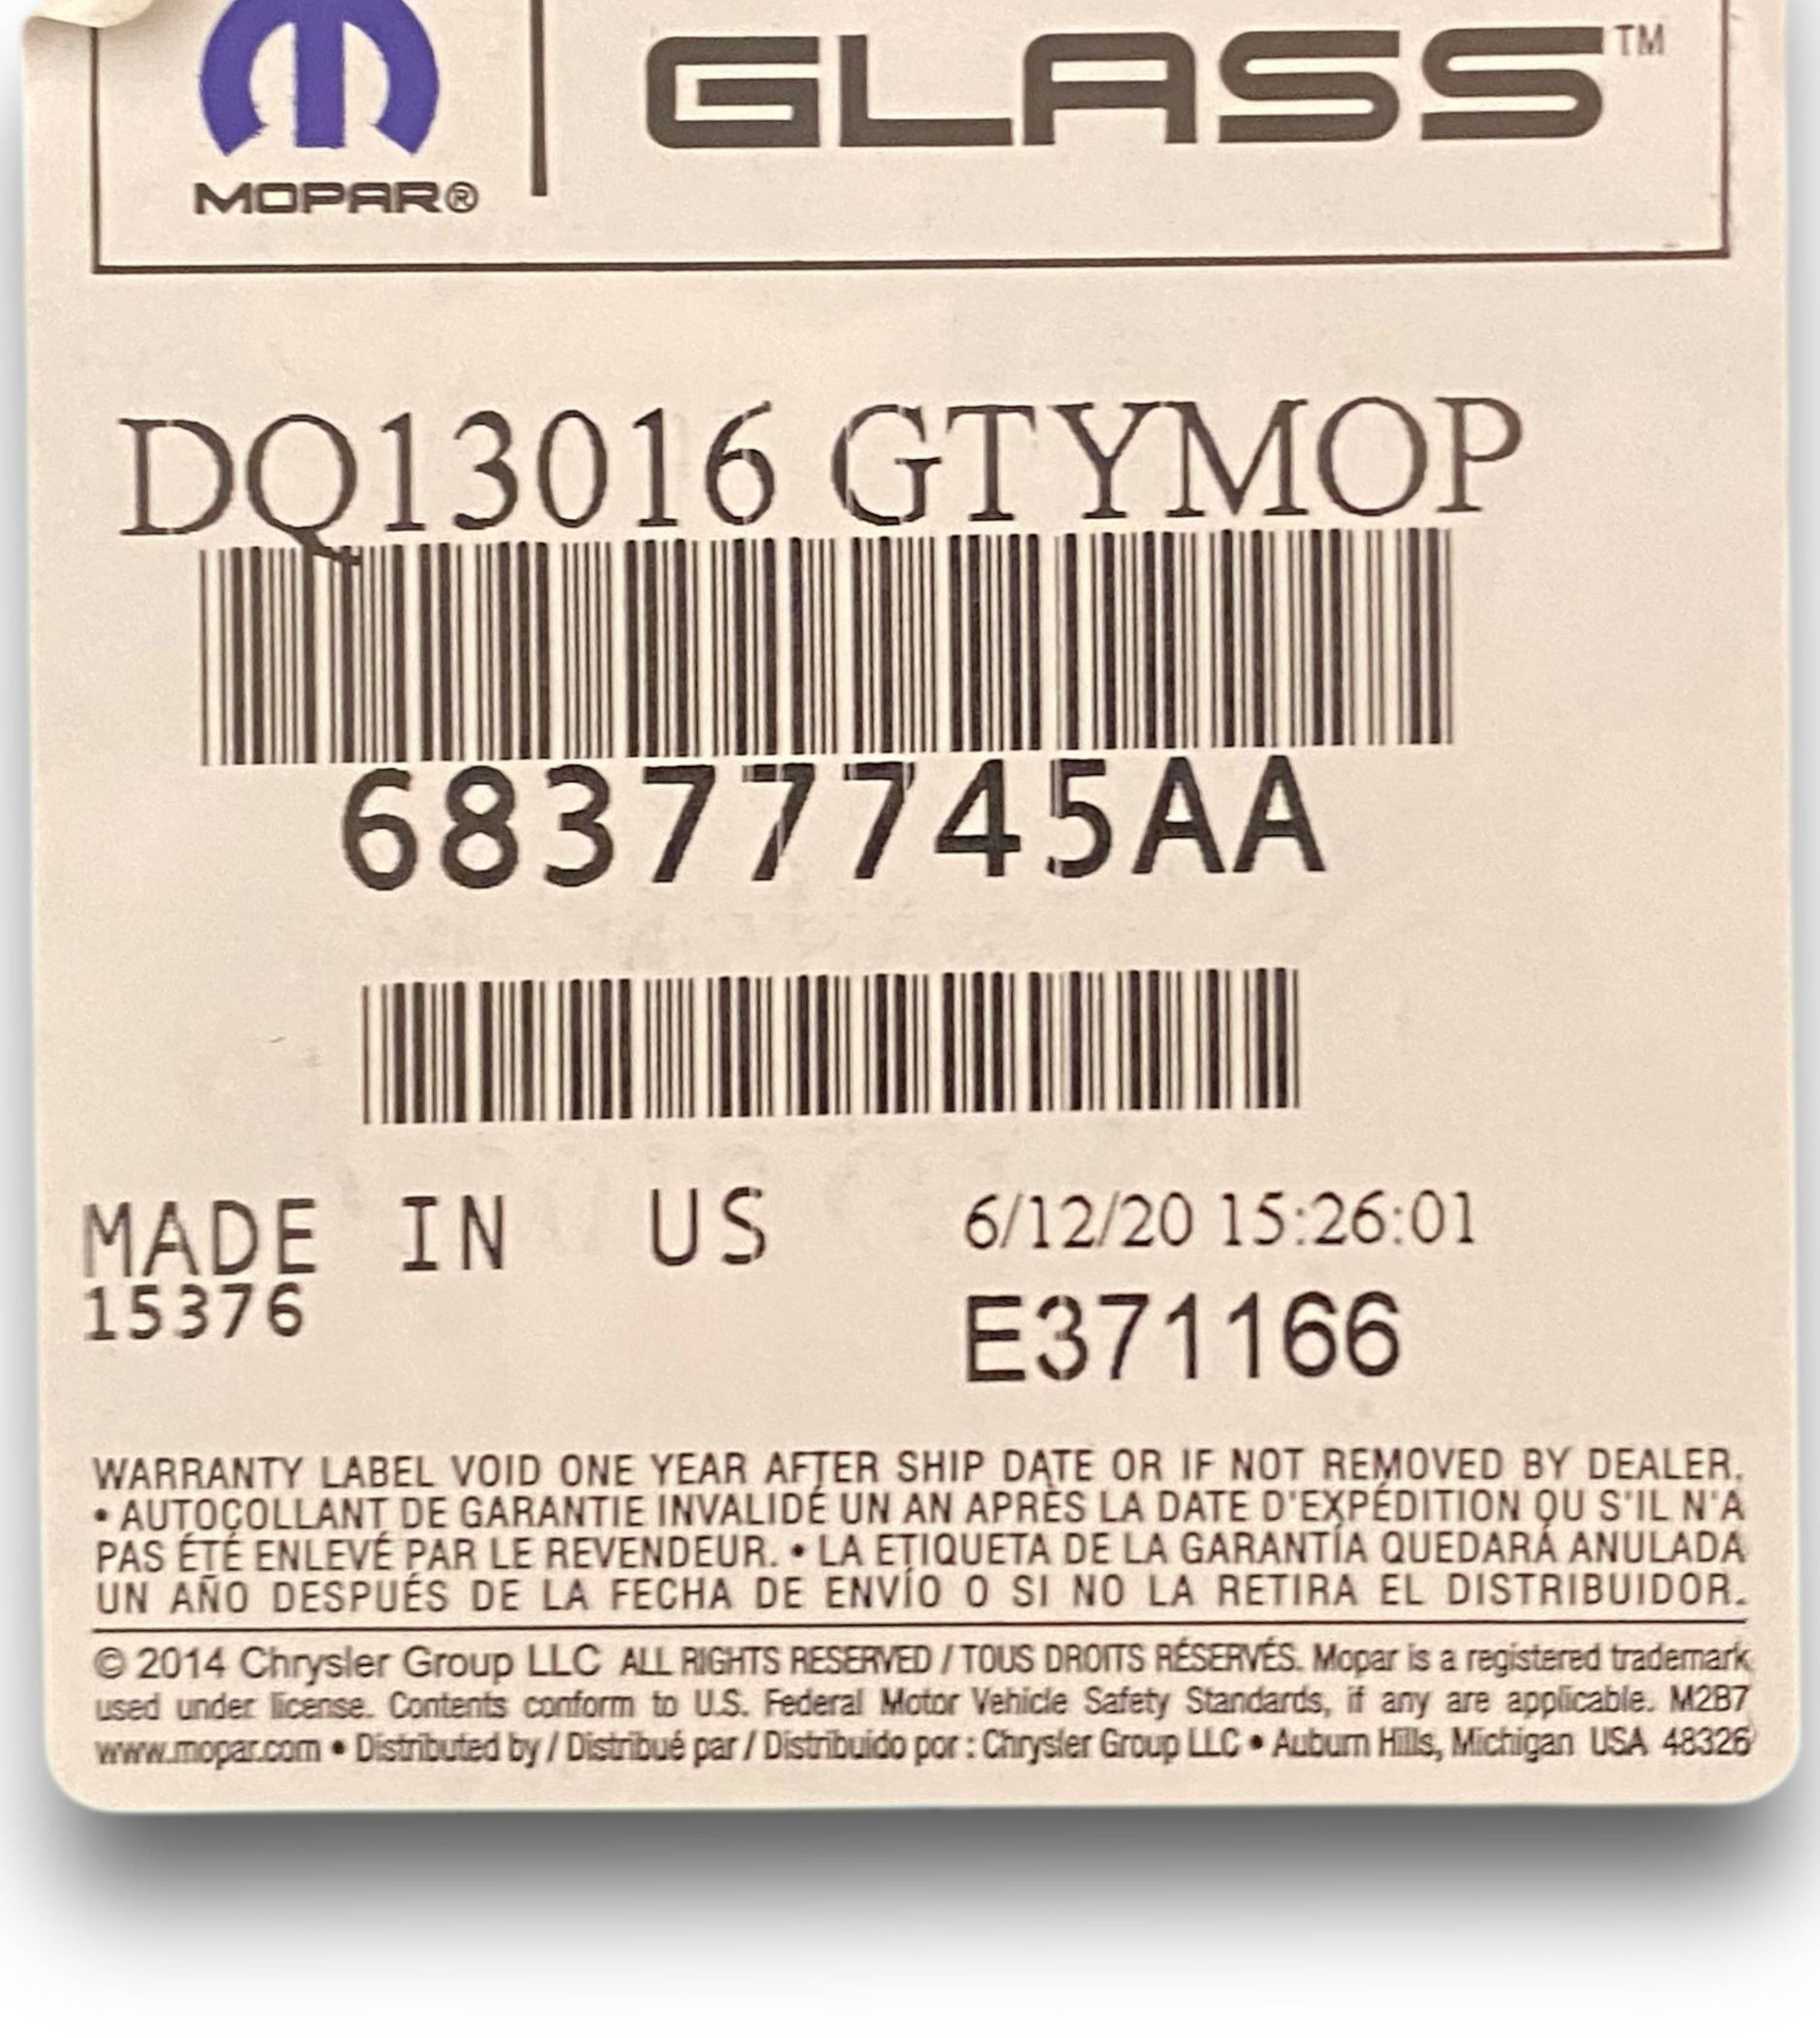 GLASS™
MOPAR®
DQ13016 GTYMOP
68377745AA
MADE IN US 6/12/20 15:26:01
15376 E371166
WARRANTY LABEL VOID ONE YEAR AFTER SHIP DATE OR IF NOT REMOVED BY DEALER.
• AUTOCOLLANT DE GARANTIE INVALIDÉ UN AN APRÈS LA DATE D'EXPÉDITION OU S'IL N'A
PAS ÉTÉ ENLEVÉ PAR LE REVENDEUR. • LA ETIQUETA DE LA GARANTÍA QUEDARÁ ANULADA
UN AÑO DESPUÉS DE LA FECHA DE ENVÍO O SI NO LA RETIRA EL DISTRIBUIDOR.
© 2014 Chrysler Group LLC ALL RIGHTS RESERVED / TOUS DROITS RÉSERVÉS. Mopar is a registered trademark
used under license. Contents conform to U.S. Federal Motor Vehicle Safety Standards, if any are applicable. M2B7
www.mopar.com • Distributed by / Distribué par / Distribuido por : Chrysler Group LLC • Auburn Hills, Michigan USA 48326